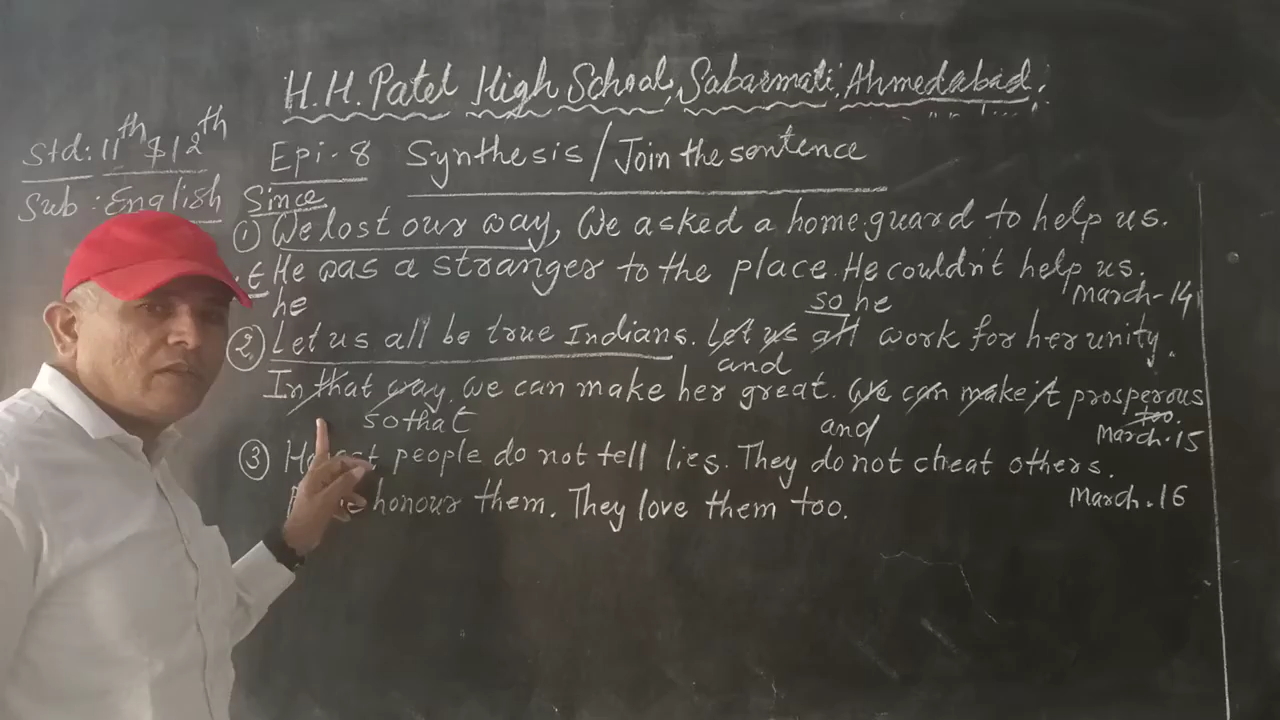 H.H. Patel High School, Sabarmati, Ahmedabad.
Std: 11th & 12th
Epi-8 Synthesis / Join the sentence
Sub: English
Since
① We lost our way, We asked a home guard to help us.
He was a stranger to the place. He couldn't help us.
he so he March-14
② Let us all be true Indians. Let us all work for her unity.
and
In that way, we can make her great. We can make it prosperous
too.
so that and March.15
③ people do not tell lies. They do not cheat others.
March.16
honour them. They love them too.